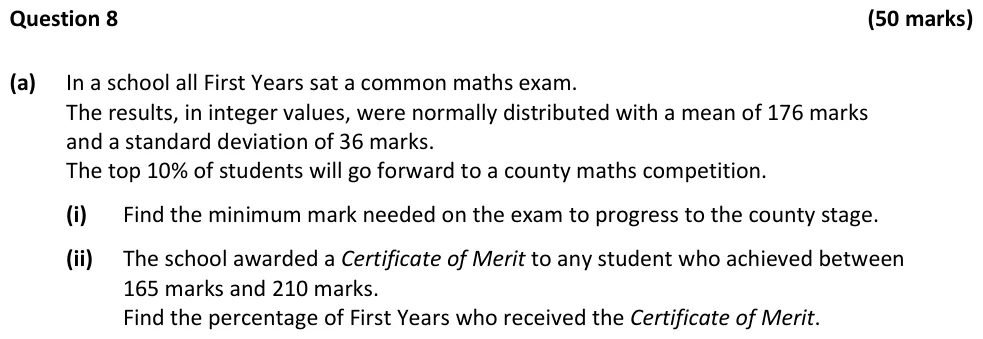 Question 8 (50 marks)
(a) In a school all First Years sat a common maths exam.
The results, in integer values, were normally distributed with a mean of 176 marks
and a standard deviation of 36 marks.
The top 10% of students will go forward to a county maths competition.
(i) Find the minimum mark needed on the exam to progress to the county stage.
(ii) The school awarded a Certificate of Merit to any student who achieved between
165 marks and 210 marks.
Find the percentage of First Years who received the Certificate of Merit.